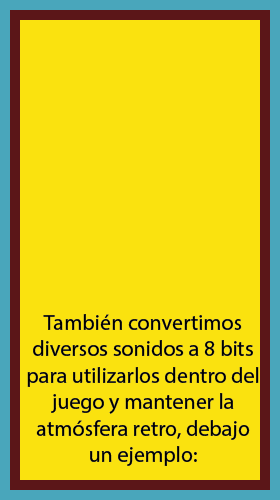 También convertimos
diversos sonidos a 8 bits
para utilizarlos dentro del
juego y mantener la
atmósfera retro, debajo
un ejemplo: